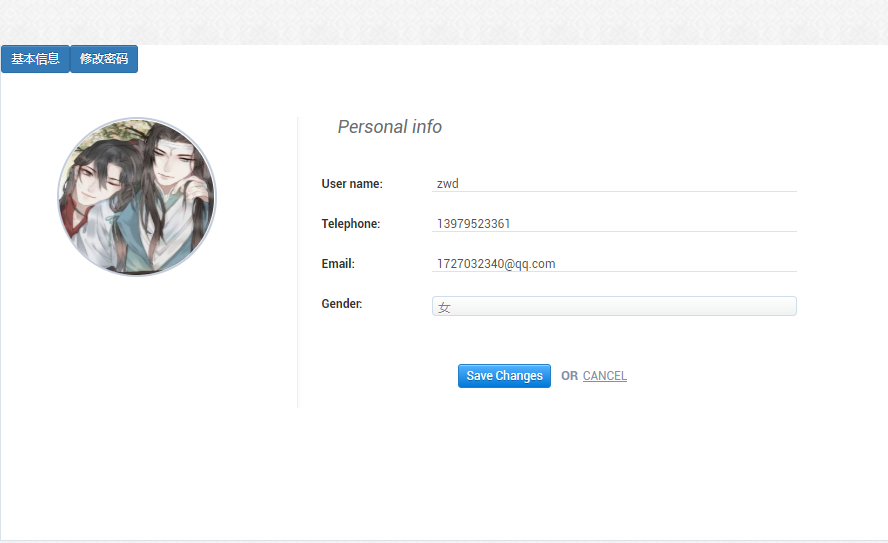 基本信息 修改密码
Personal info
User name: zwd
Telephone: 13979523361
Email: 1727032340@qq.com
Gender: 女
Save Changes OR CANCEL